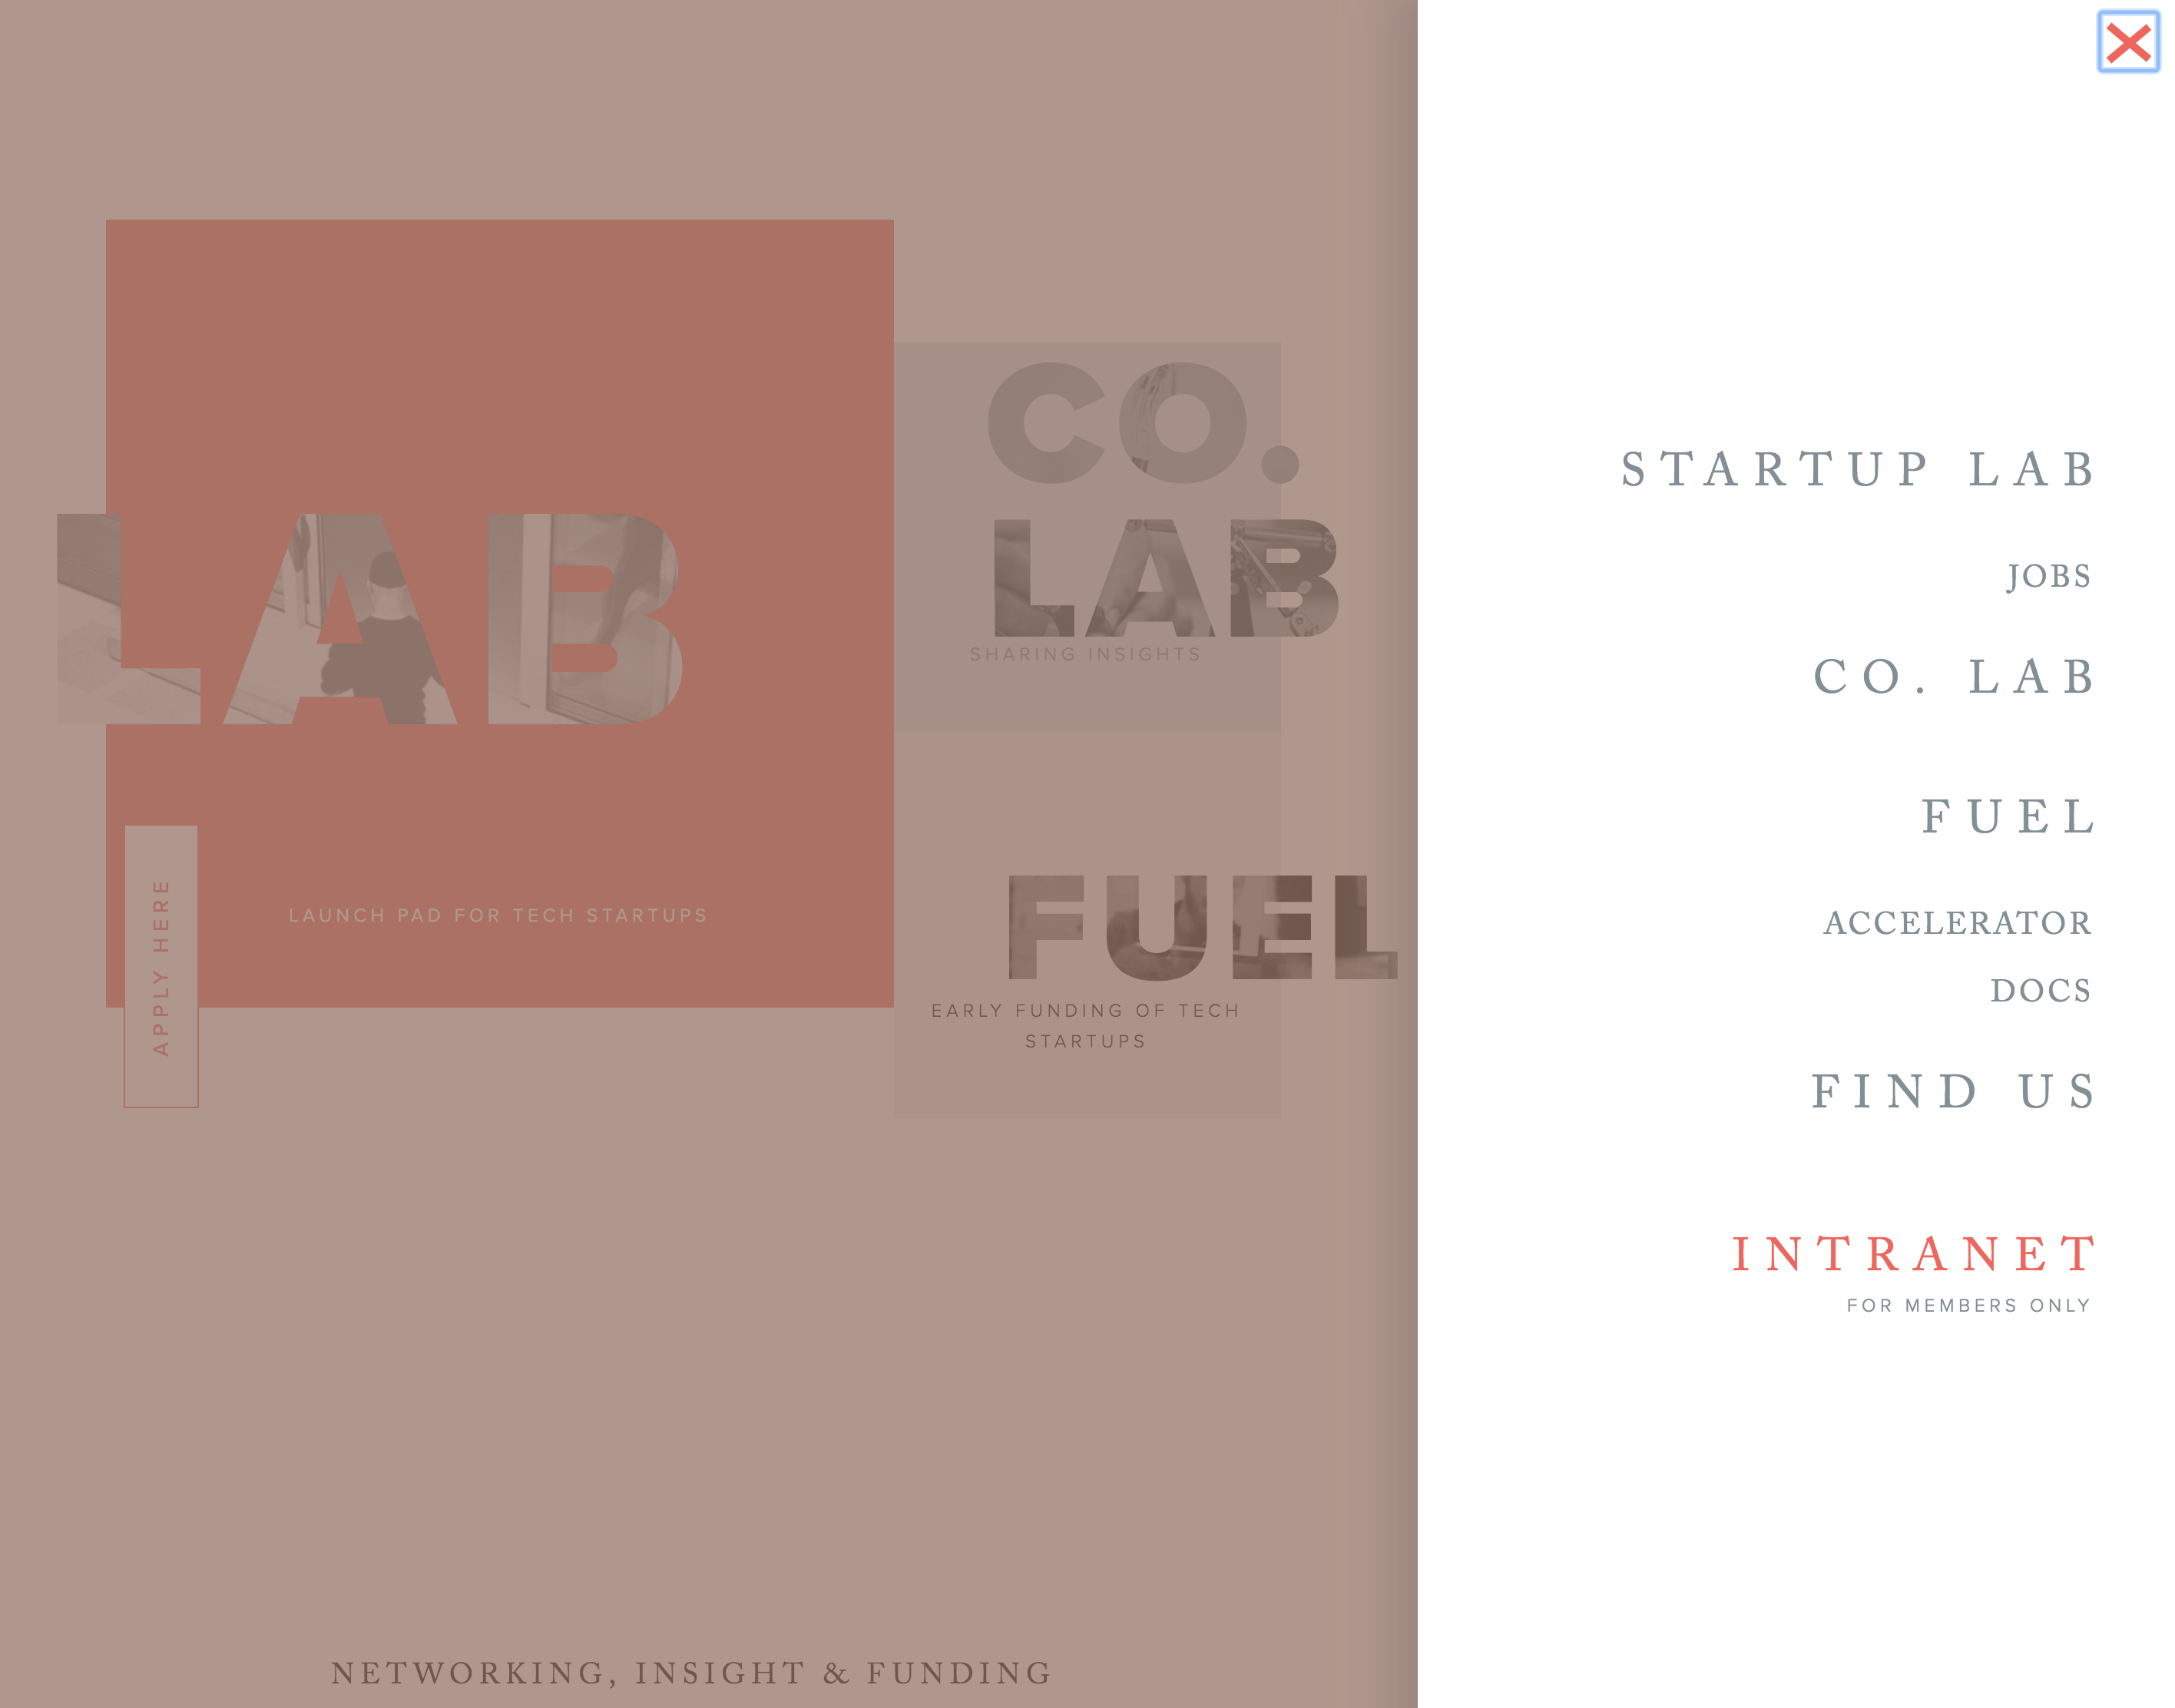 LAB
APPLY HERE
LAUNCH PAD FOR TECH STARTUPS
CO.
LAB
SHARING INSIGHTS
FUEL
EARLY FUNDING OF TECH
STARTUPS
NETWORKING, INSIGHT & FUNDING
STARTUP LAB
JOBS
CO. LAB
FUEL
ACCELERATOR
DOCS
FIND US
INTRANET
FOR MEMBERS ONLY